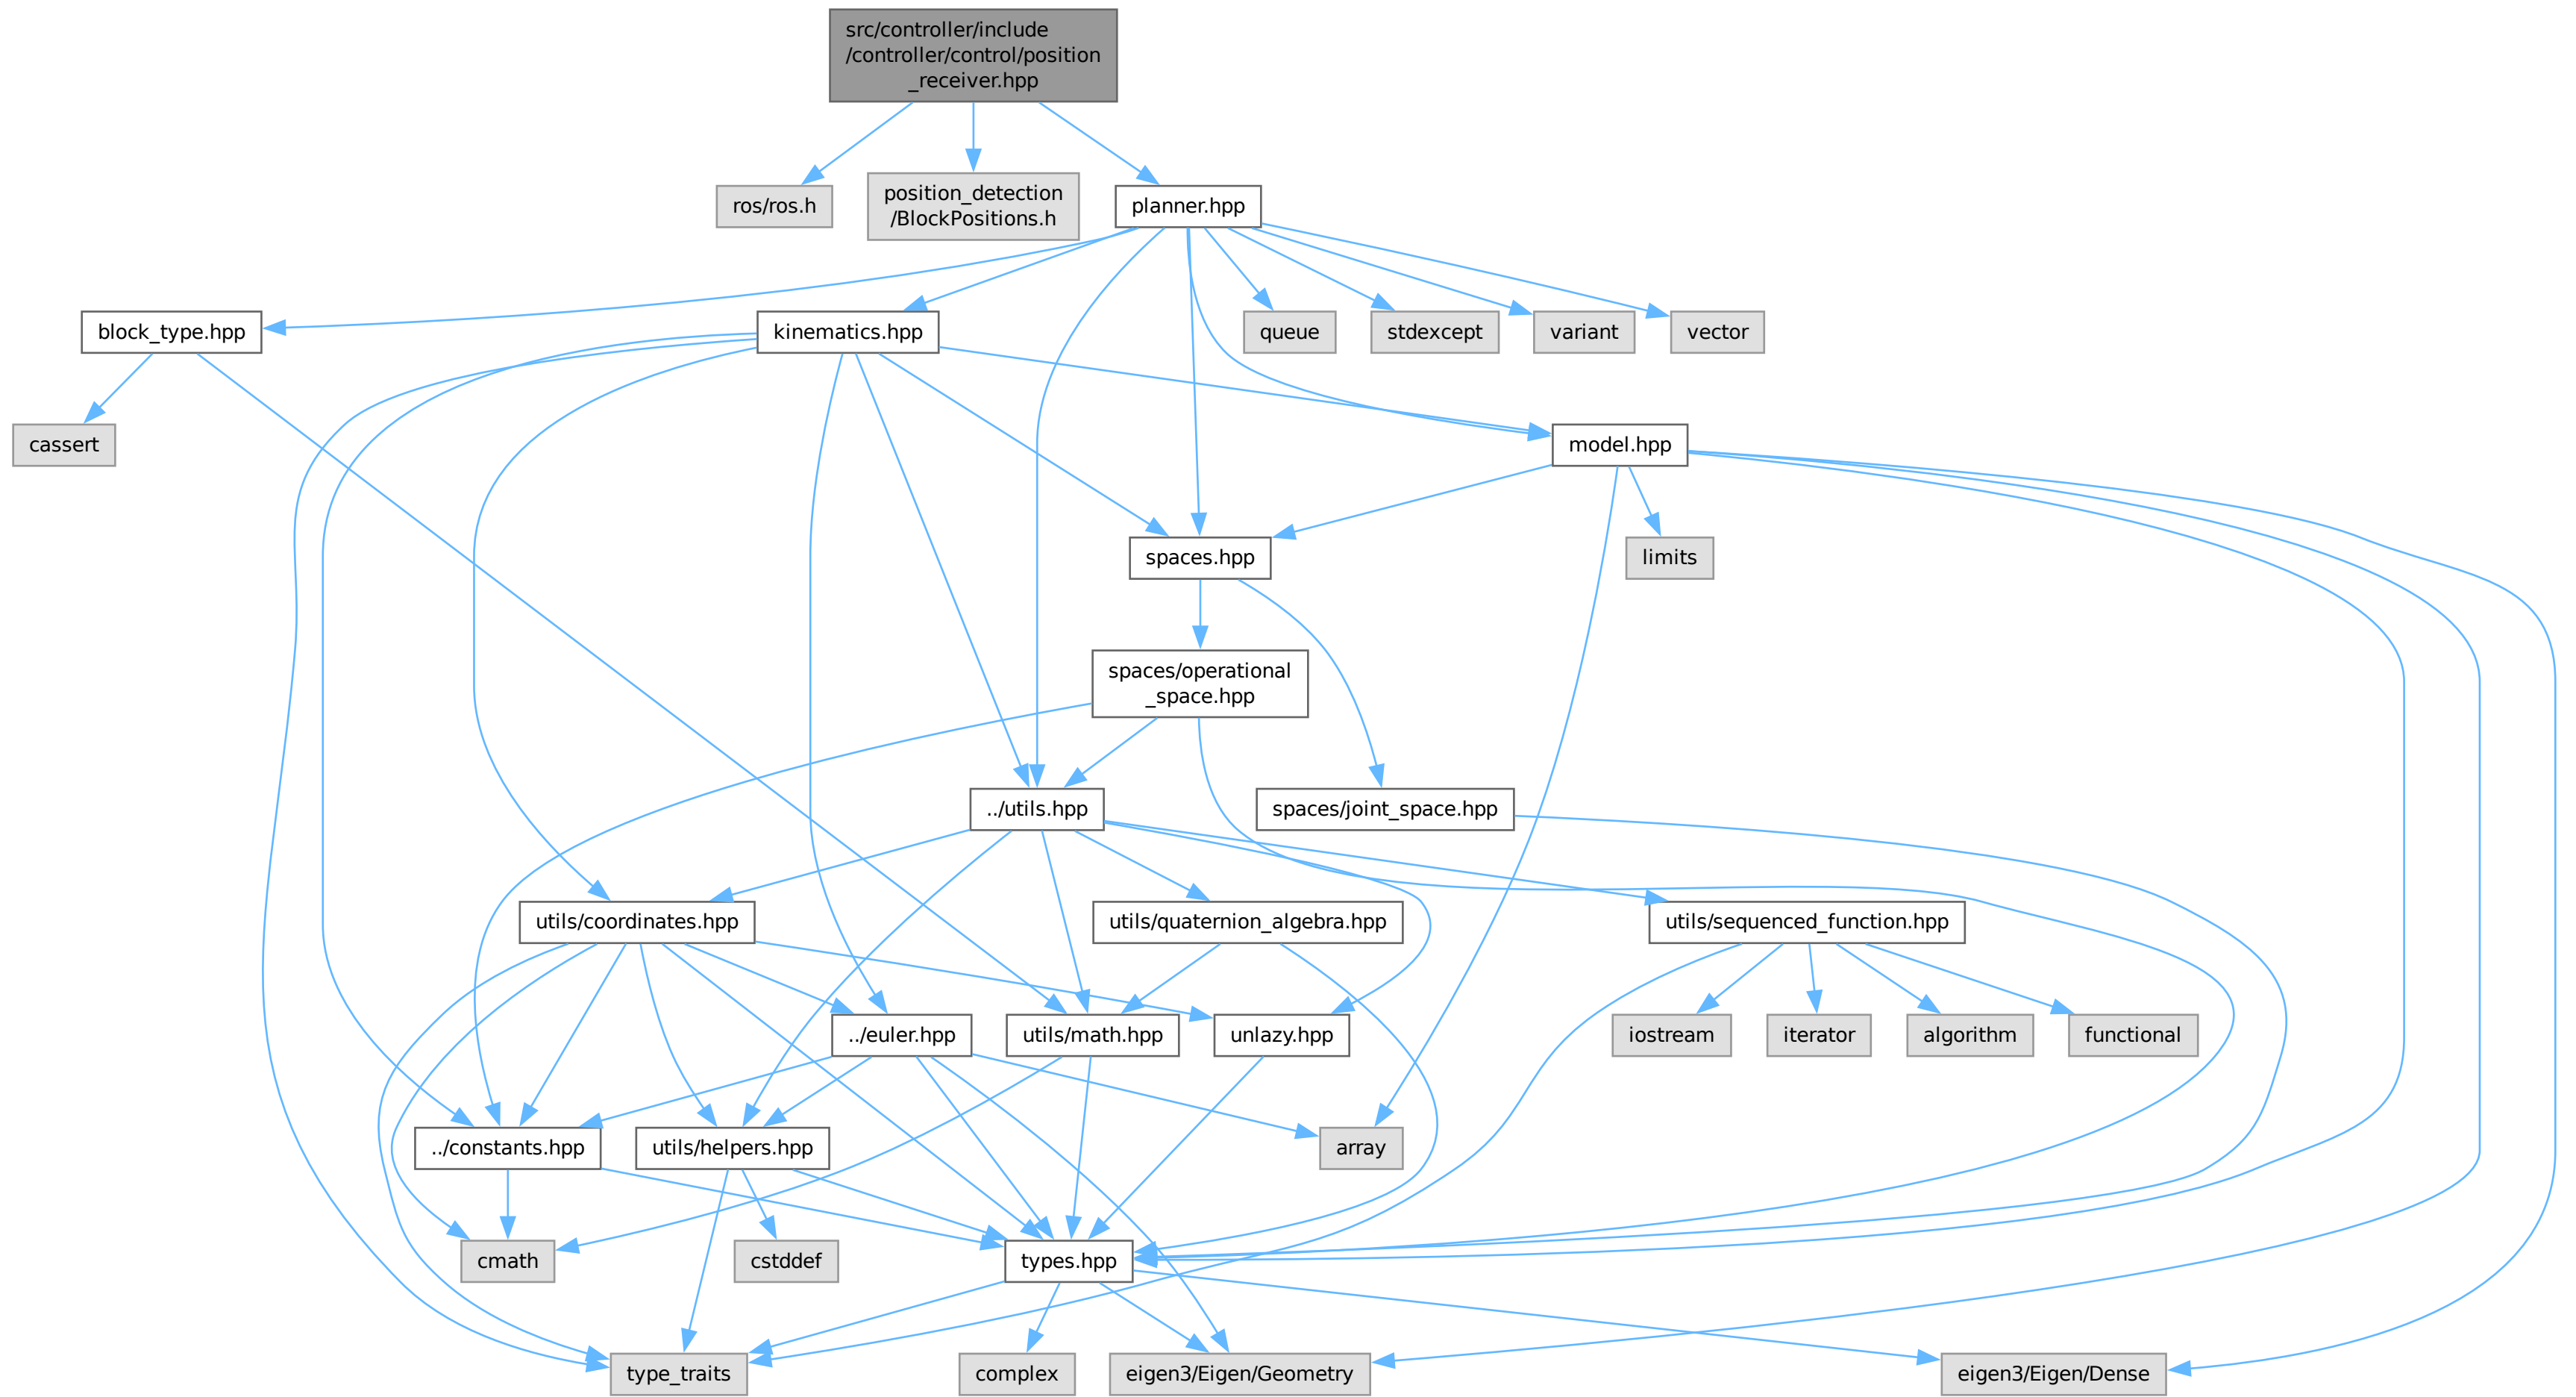 src/controller/include
/controller/control/position
_receiver.hpp
ros/ros.h
position_detection
/BlockPositions.h
planner.hpp
block_type.hpp
kinematics.hpp
queue
stdexcept
variant
vector
cassert
model.hpp
spaces.hpp
limits
spaces/operational
_space.hpp
../utils.hpp
spaces/joint_space.hpp
utils/coordinates.hpp
utils/quaternion_algebra.hpp
utils/sequenced_function.hpp
../euler.hpp
utils/math.hpp
unlazy.hpp
iostream
iterator
algorithm
functional
../constants.hpp
utils/helpers.hpp
array
cmath
cstddef
types.hpp
type_traits
complex
eigen3/Eigen/Geometry
eigen3/Eigen/Dense